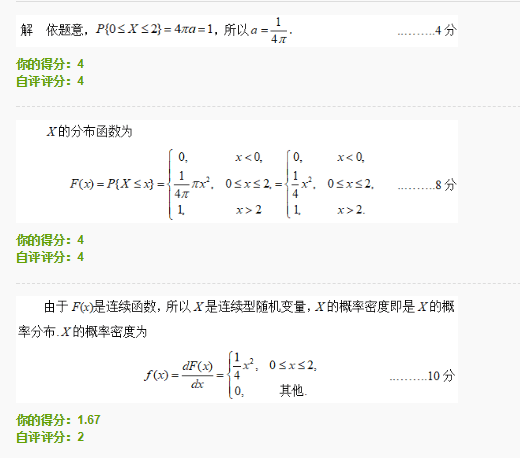 解 依题意，P{0≤X≤2}=4πa=1，所以a=1/4π. ..........4 分
你的得分：4
自评评分：4
X的分布函数为
F(x)=P{X≤x}={0, x<0, 1/4π πx², 0≤x≤2, 1, x>2 ={0, x<0, 1/4 x², 0≤x≤2, 1, x>2. ..........8 分
你的得分：4
自评评分：4
由于 F(x)是连续函数，所以 X是连续型随机变量，X的概率密度即是 X的概
率分布.X的概率密度为
f(x)=dF(x)/dx={1/4 x², 0≤x≤2, 0, 其他. ..........10 分
你的得分：1.67
自评评分：2